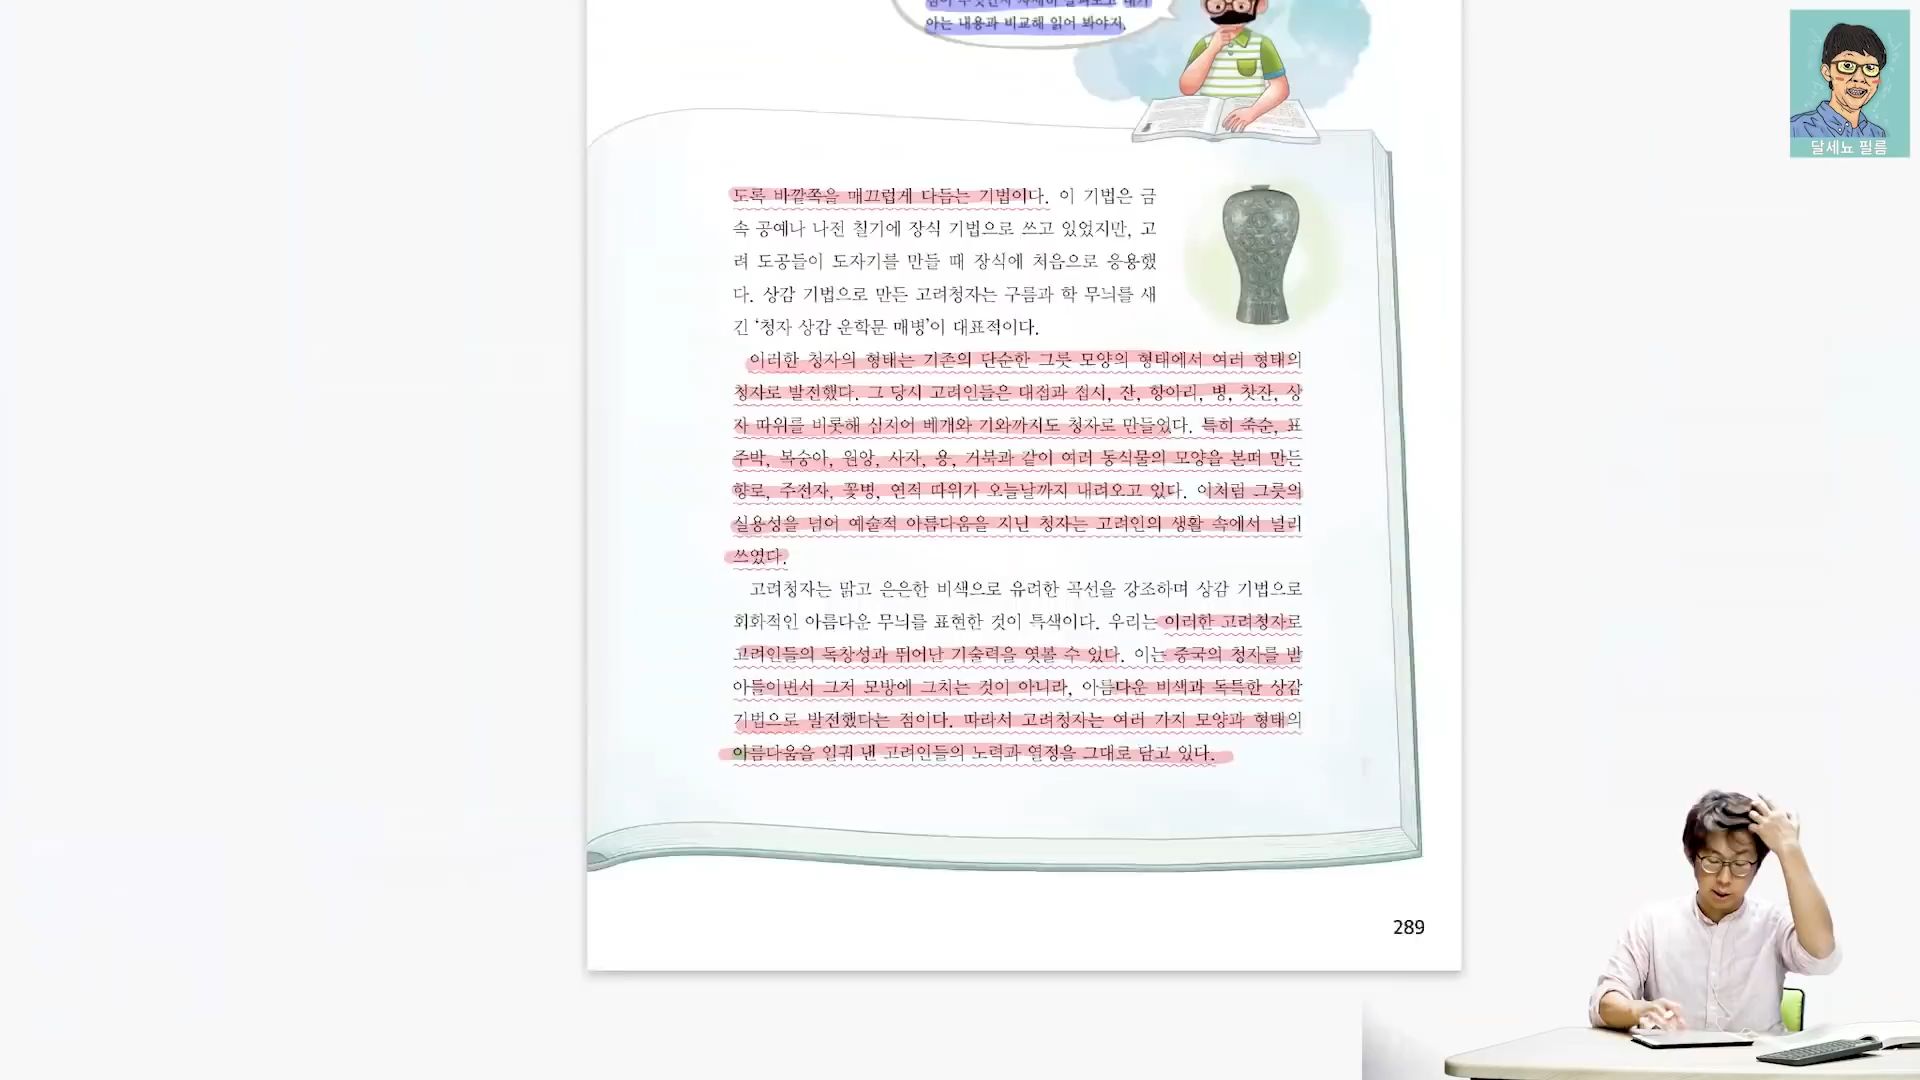 아는 내용과 비교해 읽어 봐야지.
달세뇨 필름
도록 바깥쪽을 매끄럽게 다듬는 기법이다. 이 기법은 금
속 공예나 나전 칠기에 장식 기법으로 쓰고 있었지만, 고
려 도공들이 도자기를 만들 때 장식에 처음으로 응용했
다. 상감 기법으로 만든 고려청자는 구름과 학 무늬를 새
긴 ‘청자 상감 운학문 매병’이 대표적이다.
이러한 청자의 형태는 기존의 단순한 그릇 모양의 형태에서 여러 형태의
청자로 발전했다. 그 당시 고려인들은 대접과 접시, 잔, 항아리, 병, 찻잔, 상
자 따위를 비롯해 심지어 베개와 기와까지도 청자로 만들었다. 특히 죽순, 표
주박, 복숭아, 원앙, 사자, 용, 거북과 같이 여러 동식물의 모양을 본떠 만든
향로, 주전자, 꽃병, 연적 따위가 오늘날까지 내려오고 있다. 이처럼 그릇의
실용성을 넘어 예술적 아름다움을 지닌 청자는 고려인의 생활 속에서 널리
쓰였다.
고려청자는 맑고 은은한 비색으로 유려한 곡선을 강조하며 상감 기법으로
회화적인 아름다운 무늬를 표현한 것이 특색이다. 우리는 이러한 고려청자로
고려인들의 독창성과 뛰어난 기술력을 엿볼 수 있다. 이는 중국의 청자를 받
아들이면서 그저 모방에 그치는 것이 아니라, 아름다운 비색과 독특한 상감
기법으로 발전했다는 점이다. 따라서 고려청자는 여러 가지 모양과 형태의
아름다움을 일궈 낸 고려인들의 노력과 열정을 그대로 담고 있다.
289